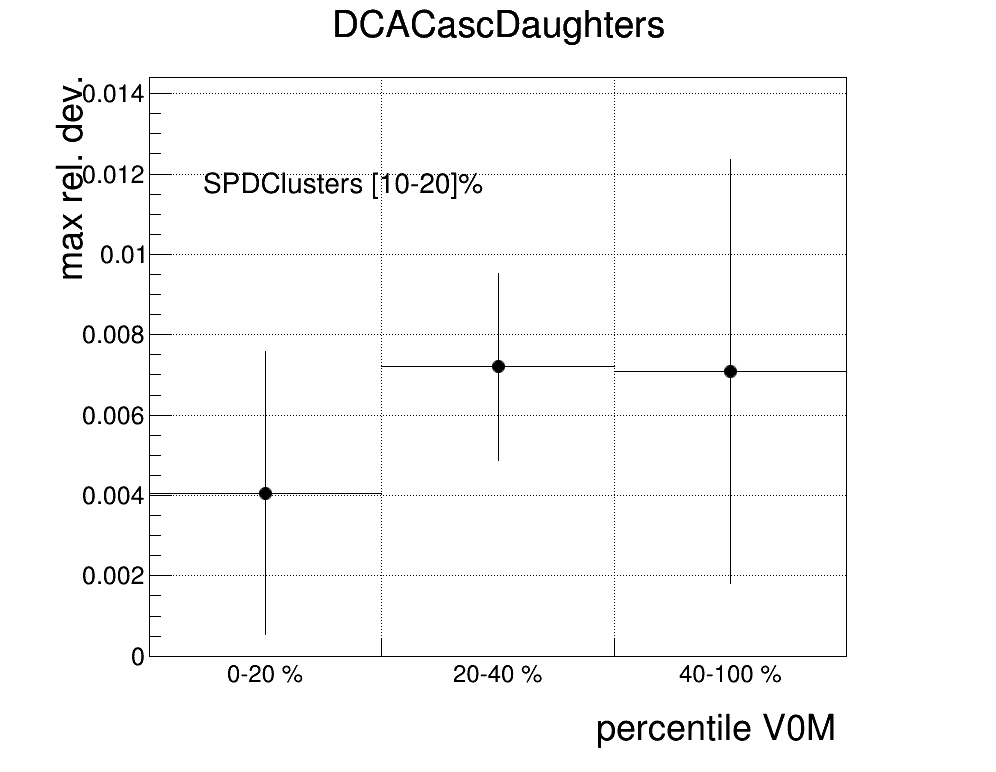 DCACascDaughters
max rel. dev.
0.014
0.012
SPDClusters [10-20]%
0.01
0.008
0.006
0.004
0.002
0
0-20 % 20-40 % 40-100 %
percentile V0M